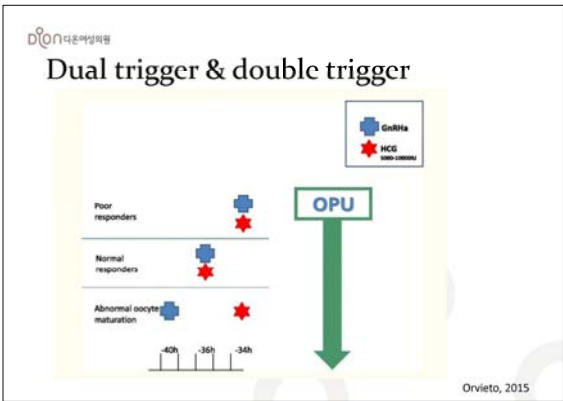 Dion 디온여성의원
Dual trigger & double trigger
GnRHa
HCG
5000-10000U
Poor
responders
OPU
Normal
responders
Abnormal oocyte
maturation
-40h -36h -34h
Orvieto, 2015